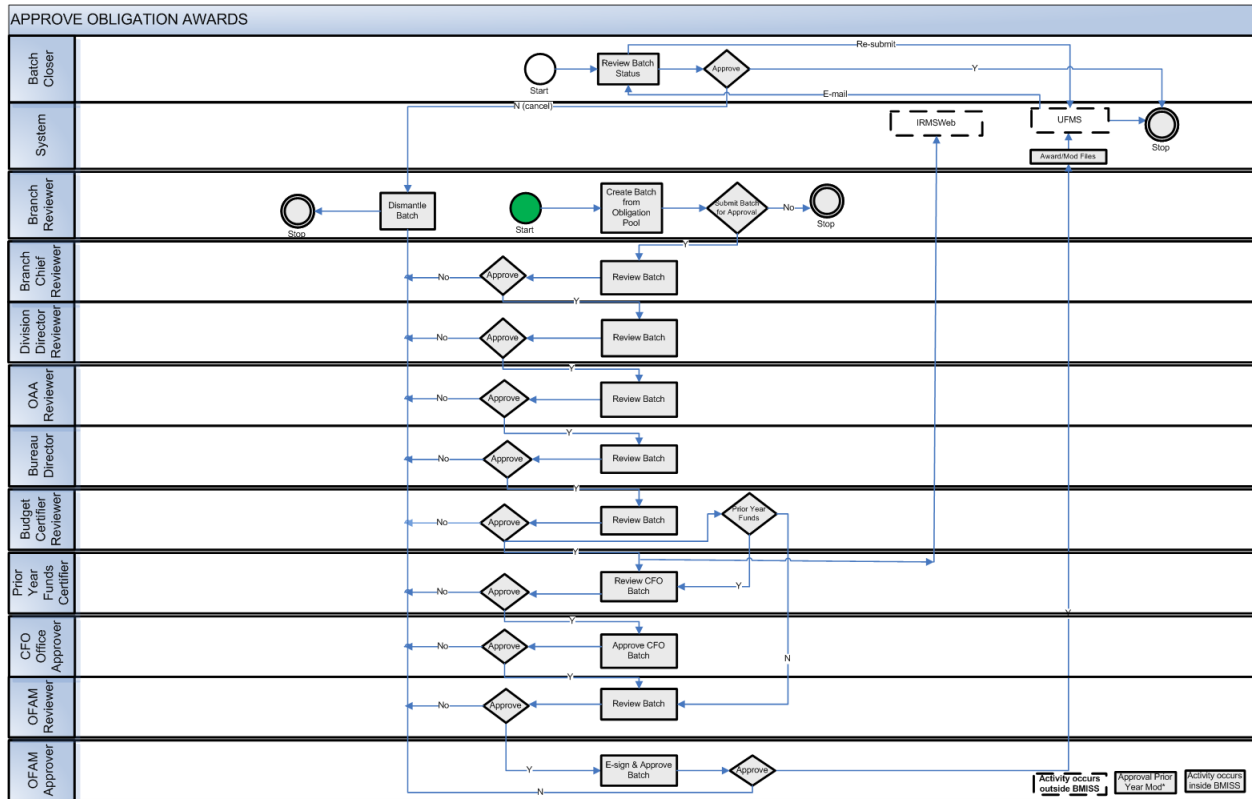 APPROVE OBLIGATION AWARDS
Batch
Closer
Start
Review Batch
Status
Approve
Re-submit
Y
E-mail
N (cancel)
System
IRMSWeb
UFMS
Award/Mod Files
Stop
Branch
Reviewer
Stop
Dismantle
Batch
Start
Create Batch
from
Obligation
Pool
Submit Batch
for Approval
No
Stop
Y
Branch
Chief
Reviewer
No
Approve
Review Batch
Y
Division
Director
Reviewer
No
Approve
Review Batch
Y
OAA
Reviewer
No
Approve
Review Batch
Y
Bureau
Director
No
Approve
Review Batch
Y
Budget
Certifier
Reviewer
No
Approve
Review Batch
Prior Year
Funds
Y
Prior
Year
Funds
Certifier
No
Approve
Review CFO
Batch
Y
Y
Y
CFO
Office
Approver
No
Approve
Approve CFO
Batch
N
Y
OFAM
Reviewer
No
Approve
Review Batch
OFAM
Approver
Y
E-sign & Approve
Batch
Approve
N
Activity occurs
outside BMISS
Approval Prior
Year Mod*
Activity occurs
inside BMISS